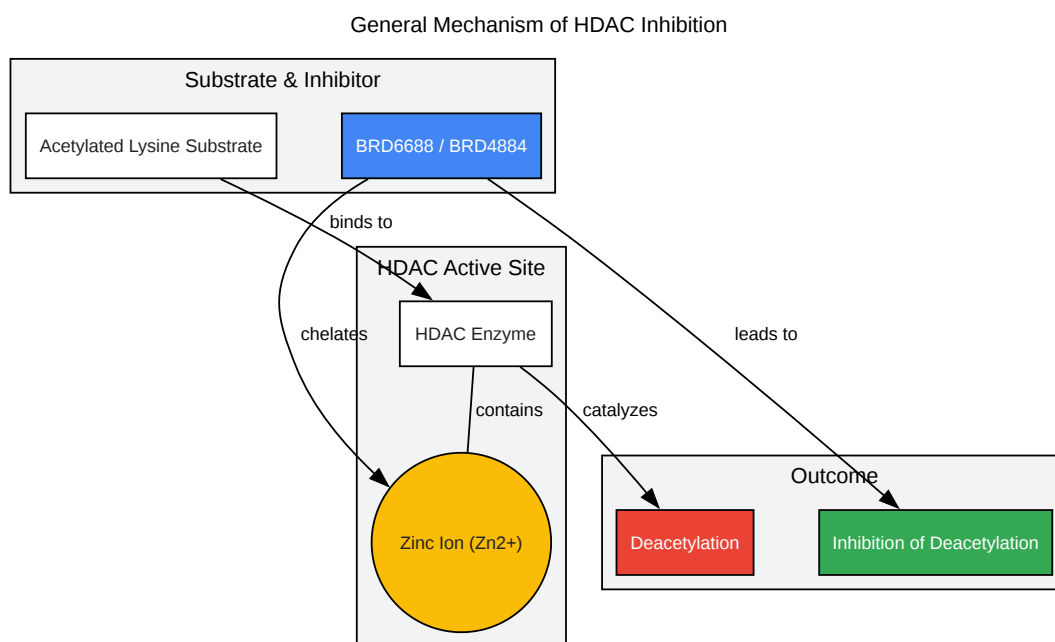 General Mechanism of HDAC Inhibition
Substrate & Inhibitor
Acetylated Lysine Substrate
BRD6688 / BRD4884
binds to
HDAC Active Site
HDAC Enzyme
chelates
leads to
contains
catalyzes
Outcome
Zinc Ion (Zn2+)
Deacetylation
Inhibition of Deacetylation